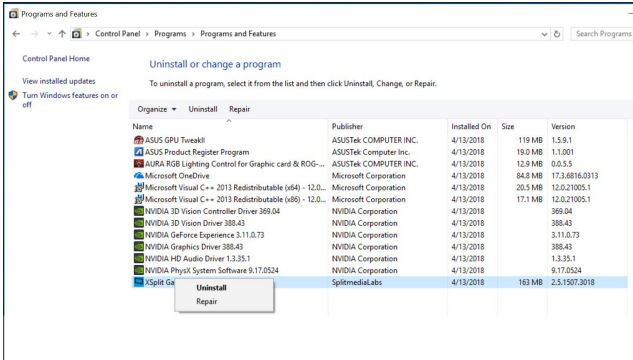 Programs and Features
Control Panel > Programs > Programs and Features
Search Programs
Control Panel Home
View installed updates
Turn Windows features on or
off
Uninstall or change a program
To uninstall a program, select it from the list and then click Uninstall, Change, or Repair.
Organize Uninstall Repair
Name Publisher Installed On Size Version
ASUS GPU TweakII ASUSTek COMPUTER INC. 4/13/2018 119 MB 1.5.9.1
ASUS Product Register Program ASUSTek Computer Inc. 4/13/2018 19.0 MB 1.1.001
AURA RGB Lighting Control for Graphic card & ROG-... ASUSTek COMPUTER INC. 4/13/2018 12.9 MB 0.0.5.5
Microsoft OneDrive Microsoft Corporation 4/13/2018 84.8 MB 17.3.6816.0313
Microsoft Visual C++ 2013 Redistributable (x64) - 12.0... Microsoft Corporation 4/13/2018 20.5 MB 12.0.21005.1
Microsoft Visual C++ 2013 Redistributable (x86) - 12.0... Microsoft Corporation 4/13/2018 17.1 MB 12.0.21005.1
NVIDIA 3D Vision Controller Driver 369.04 NVIDIA Corporation 4/13/2018 369.04
NVIDIA 3D Vision Driver 388.43 NVIDIA Corporation 4/13/2018 388.43
NVIDIA GeForce Experience 3.11.0.73 NVIDIA Corporation 4/13/2018 3.11.0.73
NVIDIA Graphics Driver 388.43 NVIDIA Corporation 4/13/2018 388.43
NVIDIA HD Audio Driver 1.3.35.1 NVIDIA Corporation 4/13/2018 1.3.35.1
NVIDIA PhysX System Software 9.17.0524 NVIDIA Corporation 4/13/2018 9.17.0524
XSplit Ga SplitmediaLabs 4/13/2018 163 MB 2.5.1507.3018
Uninstall
Repair